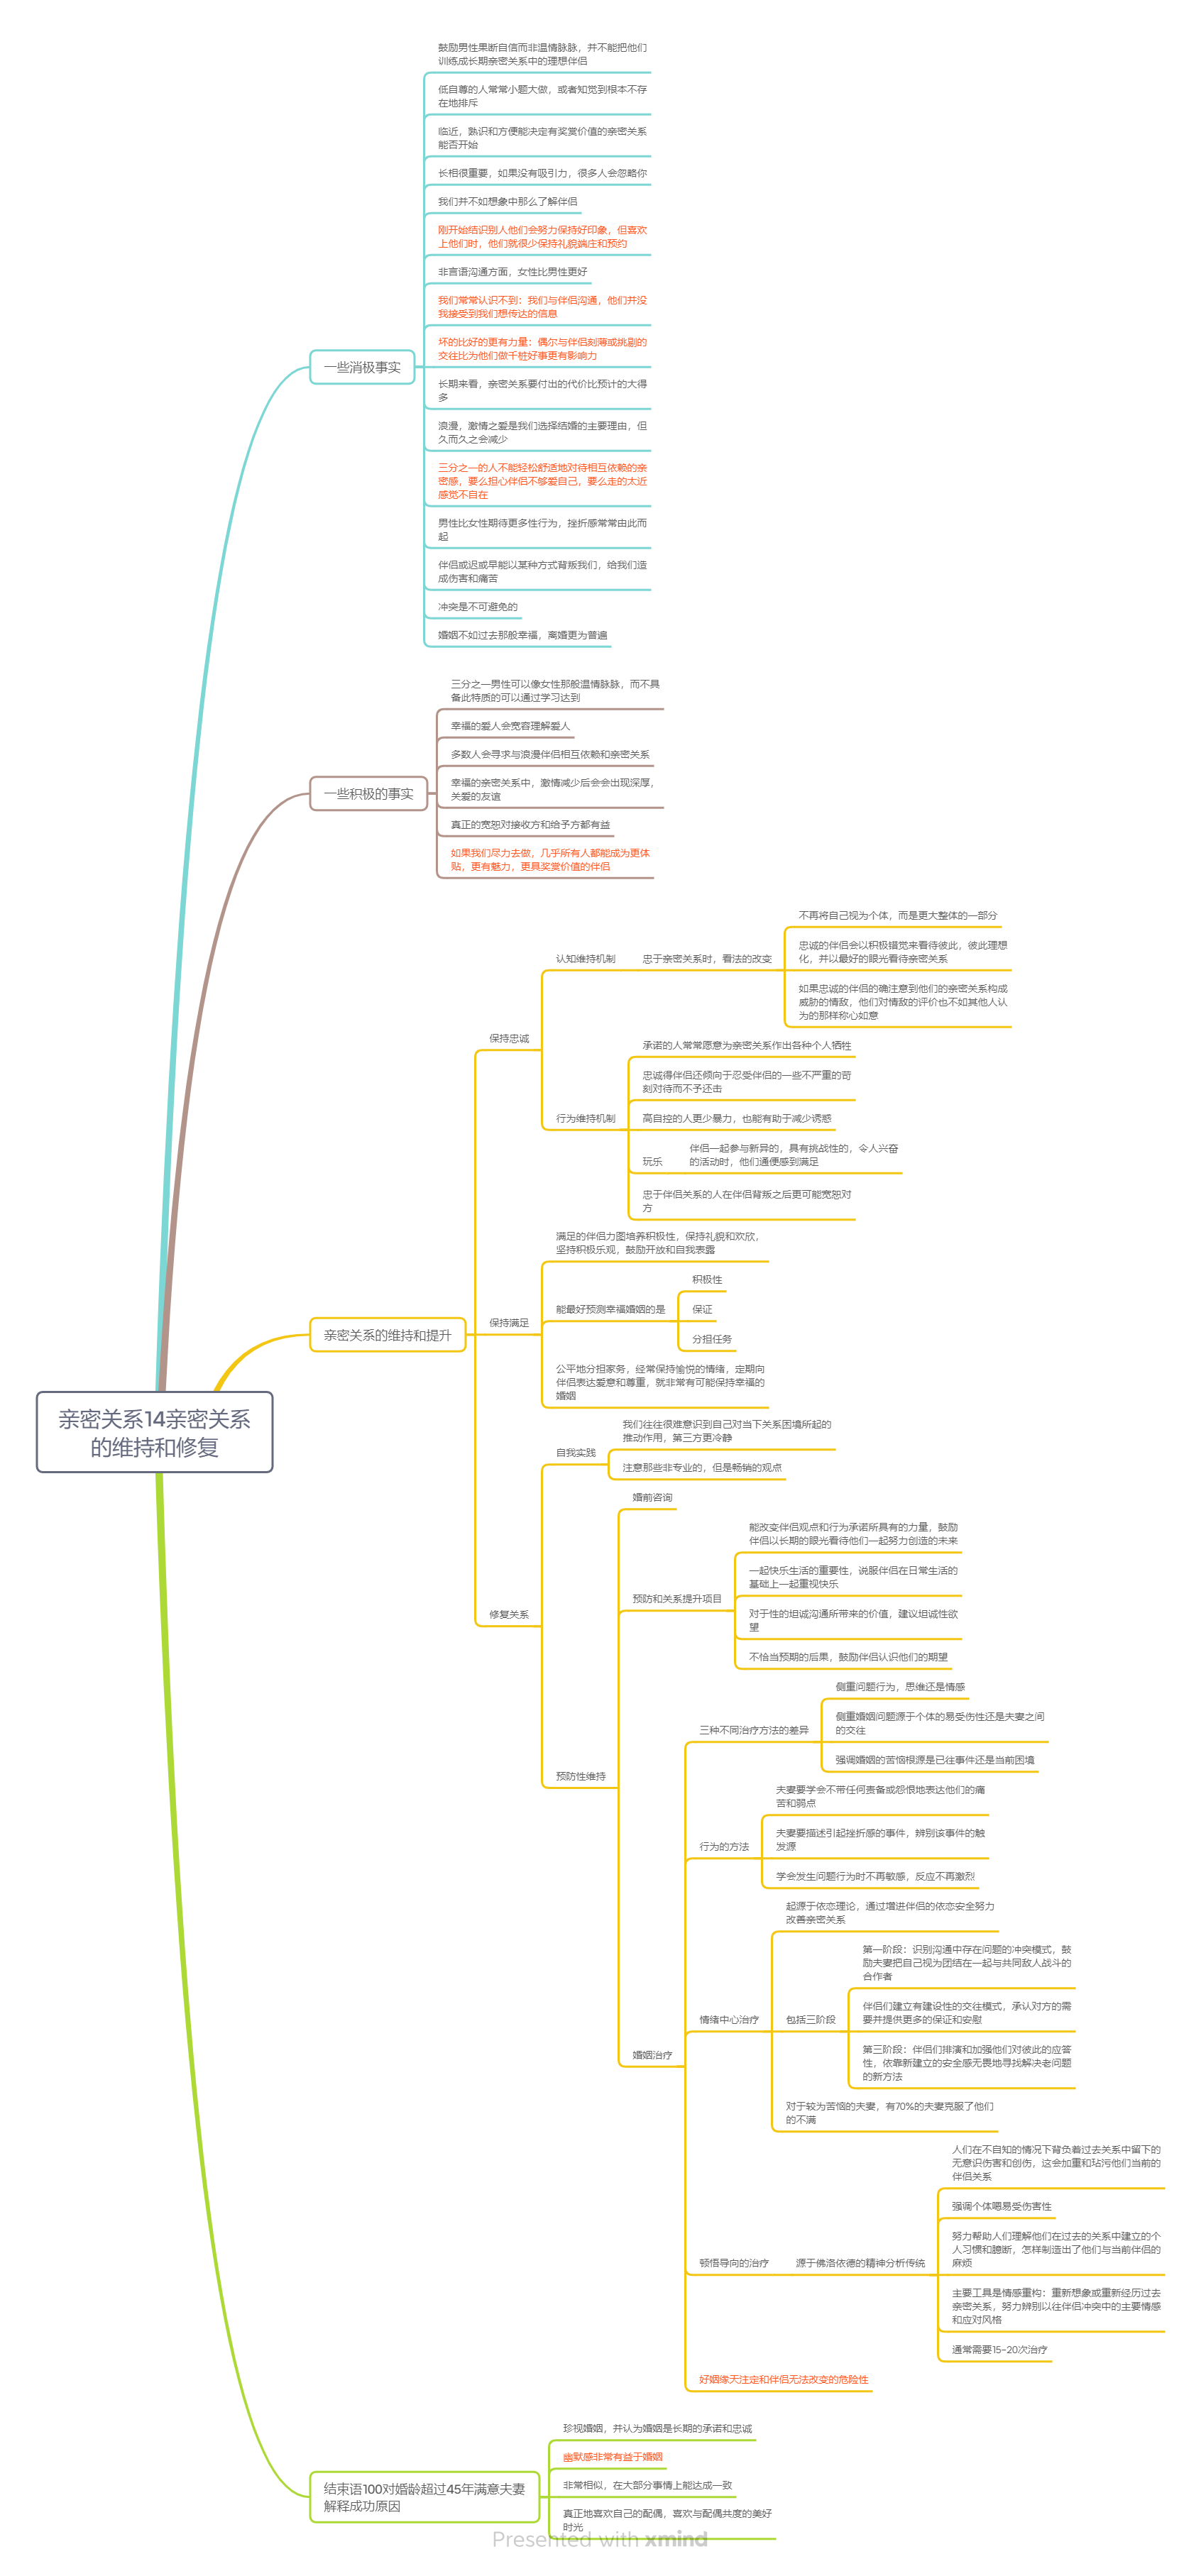 鼓励男性果断自信而非温情脉脉，并不能把他们
训练成长期亲密关系中的理想伴侣
低自尊的人常常小题大做，或者知觉到根本不存
在地排斥
临近，熟识和方便能决定有奖赏价值的亲密关系
能否开始
长相很重要，如果没有吸引力，很多人会忽略你
我们并不如想象中那么了解伴侣
刚开始结识别人他们会努力保持好印象，但喜欢
上他们时，他们就很少保持礼貌端庄和预约
非言语沟通方面，女性比男性更好
我们常常认识不到：我们与伴侣沟通，他们并没
我接受到我们想传达的信息
坏的比好的更有力量：偶尔与伴侣刻薄或挑剔的
交往比为他们做千桩好事更有影响力
一些消极事实
长期来看，亲密关系要付出的代价比预计的大得
多
浪漫，激情之爱是我们选择结婚的主要理由，但
久而久之会减少
三分之一的人不能轻松舒适地对待相互依赖的亲
密感，要么担心伴侣不够爱自己，要么走的太近
感觉不自在
男性比女性期待更多性行为，挫折感常常由此而
起
伴侣或迟或早能以某种方式背叛我们，给我们造
成伤害和痛苦
冲突是不可避免的
婚姻不如过去那般幸福，离婚更为普遍
三分之一男性可以像女性那般温情脉脉，而不具
备此特质的可以通过学习达到
幸福的爱人会宽容理解爱人
多数人会寻求与浪漫伴侣相互依赖和亲密关系
一些积极的事实
幸福的亲密关系中，激情减少后会会出现深厚，
关爱的友谊
真正的宽恕对接收方和给予方都有益
如果我们尽力去做，几乎所有人都能成为更体
贴，更有魅力，更具奖赏价值的伴侣
不再将自己视为个体，而是更大整体的一部分
认知维持机制
忠于亲密关系时，看法的改变
忠诚的伴侣会以积极错觉来看待彼此，彼此理想
化，并以最好的眼光看待亲密关系
如果忠诚的伴侣的确注意到他们的亲密关系构成
威胁的情敌，他们对情敌的评价也不如其他人认
为的那样称心如意
保持忠诚
承诺的人常常愿意为亲密关系作出各种个人牺牲
忠诚得伴侣还倾向于忍受伴侣的一些不严重的苛
刻对待而不予还击
行为维持机制
高自控的人更少暴力，也能有助于减少诱惑
玩乐
伴侣一起参与新异的，具有挑战性的，令人兴奋
的活动时，他们通便感到满足
忠于伴侣关系的人在伴侣背叛之后更可能宽恕对
方
满足的伴侣力图培养积极性，保持礼貌和欢欣，
坚持积极乐观，鼓励开放和自我表露
亲密关系的维持和提升
保持满足
能最好预测幸福婚姻的是
积极性
保证
分担任务
公平地分担家务，经常保持愉悦的情绪，定期向
伴侣表达爱意和尊重，就非常有可能保持幸福的
婚姻
亲密关系14亲密关系
的维持和修复
自我实践
我们往往很难意识到自己对当下关系困境所起的
推动作用，第三方更冷静
注意那些非专业的，但是畅销的观点
修复关系
婚前咨询
预防和关系提升项目
能改变伴侣观点和行为承诺所具有的力量，鼓励
伴侣以长期的眼光看待他们一起努力创造的未来
一起快乐生活的重要性，说服伴侣在日常生活的
基础上一起重视快乐
对于性的坦诚沟通所带来的价值，建议坦诚性欲
望
不恰当预期的后果，鼓励伴侣认识他们的期望
预防性维持
三种不同治疗方法的差异
侧重问题行为，思维还是情感
侧重婚姻问题源于个体的易受伤性还是夫妻之间
的交往
强调婚姻的苦恼根源是已往事件还是当前困境
行为的方法
夫妻要学会不带任何责备或怨恨地表达他们的痛
苦和弱点
夫妻要描述引起挫折感的事件，辨别该事件的触
发源
学会发生问题行为时不再敏感，反应不再激烈
婚姻治疗
情绪中心治疗
起源于依恋理论，通过增进伴侣的依恋安全努力
改善亲密关系
包括三阶段
第一阶段：识别沟通中存在问题的冲突模式，鼓
励夫妻把自己视为团结在一起与共同敌人战斗的
合作者
伴侣们建立有建设性的交往模式，承认对方的需
要并提供更多的保证和安慰
第三阶段：伴侣们排演和加强他们对彼此的应答
性，依靠新建立的安全感无畏地寻找解决老问题
的新方法
对于较为苦恼的夫妻，有70%的夫妻克服了他们
的不满
顿悟导向的治疗
源于佛洛依德的精神分析传统
人们在不自知的情况下背负着过去关系中留下的
无意识伤害和创伤，这会加重和玷污他们当前的
伴侣关系
强调个体嗯易受伤害性
努力帮助人们理解他们在过去的关系中建立的个
人习惯和臆断，怎样制造出了他们与当前伴侣的
麻烦
主要工具是情感重构：重新想象或重新经历过去
亲密关系，努力辨别以往伴侣冲突中的主要情感
和应对风格
通常需要15-20次治疗
好姻缘天注定和伴侣无法改变的危险性
结束语100对婚龄超过45年满意夫妻
解释成功原因
珍视婚姻，并认为婚姻是长期的承诺和忠诚
幽默感非常有益于婚姻
非常相似，在大部分事情上能达成一致
真正地喜欢自己的配偶，喜欢与配偶共度的美好
时光
Presented with xmind